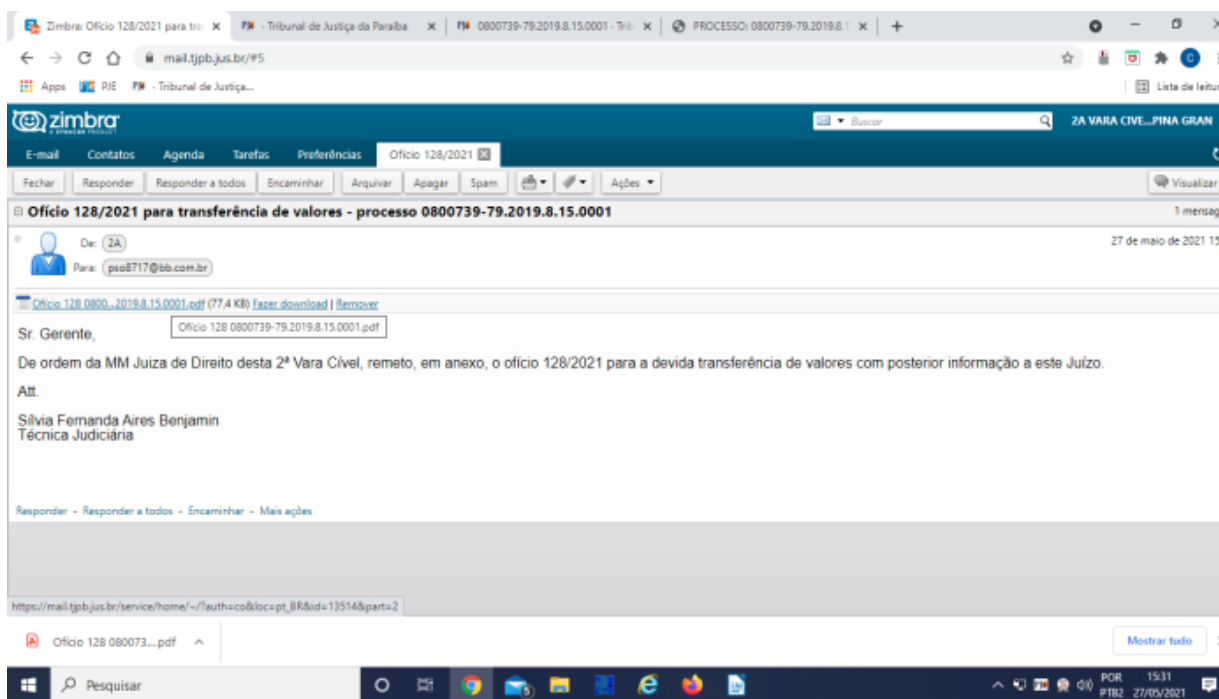 Zimbra: Ofício 128/2021 para tra
- Tribunal de Justiça da Paraíba
0800739-79.2019.8.15.0001 - Trib
PROCESSO: 0800739-79.2019.8.1
mail.tjpb.jus.br/#5
Apps PJE - Tribunal de Justiça...
Lista de leitur
zimbra
Buscar
2A VARA CIVE...PINA GRAN
E-mail Contatos Agenda Tarefas Preferências Ofício 128/2021
Fechar Responder Responder a todos Encaminhar Arquivar Apagar Spam Ações Visualizar
Ofício 128/2021 para transferência de valores - processo 0800739-79.2019.8.15.0001
1 mensag
De: 2A
27 de maio de 2021 15
Para: pso8717@bb.com.br
Ofício 128 0800...2019.8.15.0001.pdf (77,4 KB) Fazer download | Remover
Ofício 128 0800739-79.2019.8.15.0001.pdf
Sr. Gerente,
De ordem da MM Juiza de Direito desta 2ª Vara Cível, remeto, em anexo, o ofício 128/2021 para a devida transferência de valores com posterior informação a este Juízo.
Att.
Sílvia Fernanda Aires Benjamin
Técnica Judiciária
Responder - Responder a todos - Encaminhar - Mais ações
https://mail.tjpb.jus.br/service/home/~/?auth=co&loc=pt_BR&id=13514&part=2
Ofício 128 080073....pdf
Mostrar tudo
Pesquisar
POR
PTB2
15:31
27/05/2021